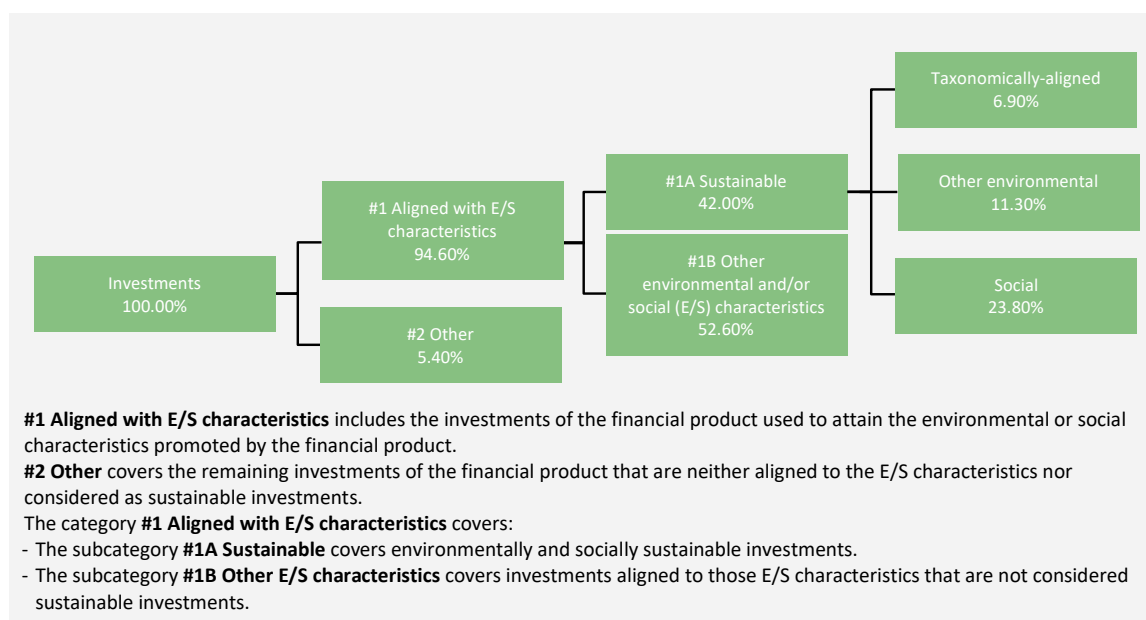 Investments
100.00%
#1 Aligned with E/S
characteristics
94.60%
#2 Other
5.40%
#1A Sustainable
42.00%
#1B Other
environmental and/or
social (E/S) characteristics
52.60%
Taxonomically-aligned
6.90%
Other environmental
11.30%
Social
23.80%
#1 Aligned with E/S characteristics includes the investments of the financial product used to attain the environmental or social
characteristics promoted by the financial product.
#2 Other covers the remaining investments of the financial product that are neither aligned to the E/S characteristics nor
considered as sustainable investments.
The category #1 Aligned with E/S characteristics covers:
- The subcategory #1A Sustainable covers environmentally and socially sustainable investments.
- The subcategory #1B Other E/S characteristics covers investments aligned to those E/S characteristics that are not considered
sustainable investments.